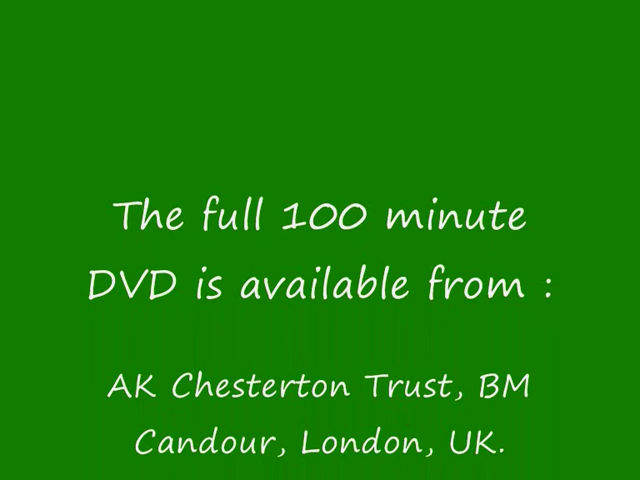 The full 100 minute
DVD is available from :
AK Chesterton Trust, BM
Candour, London, UK.